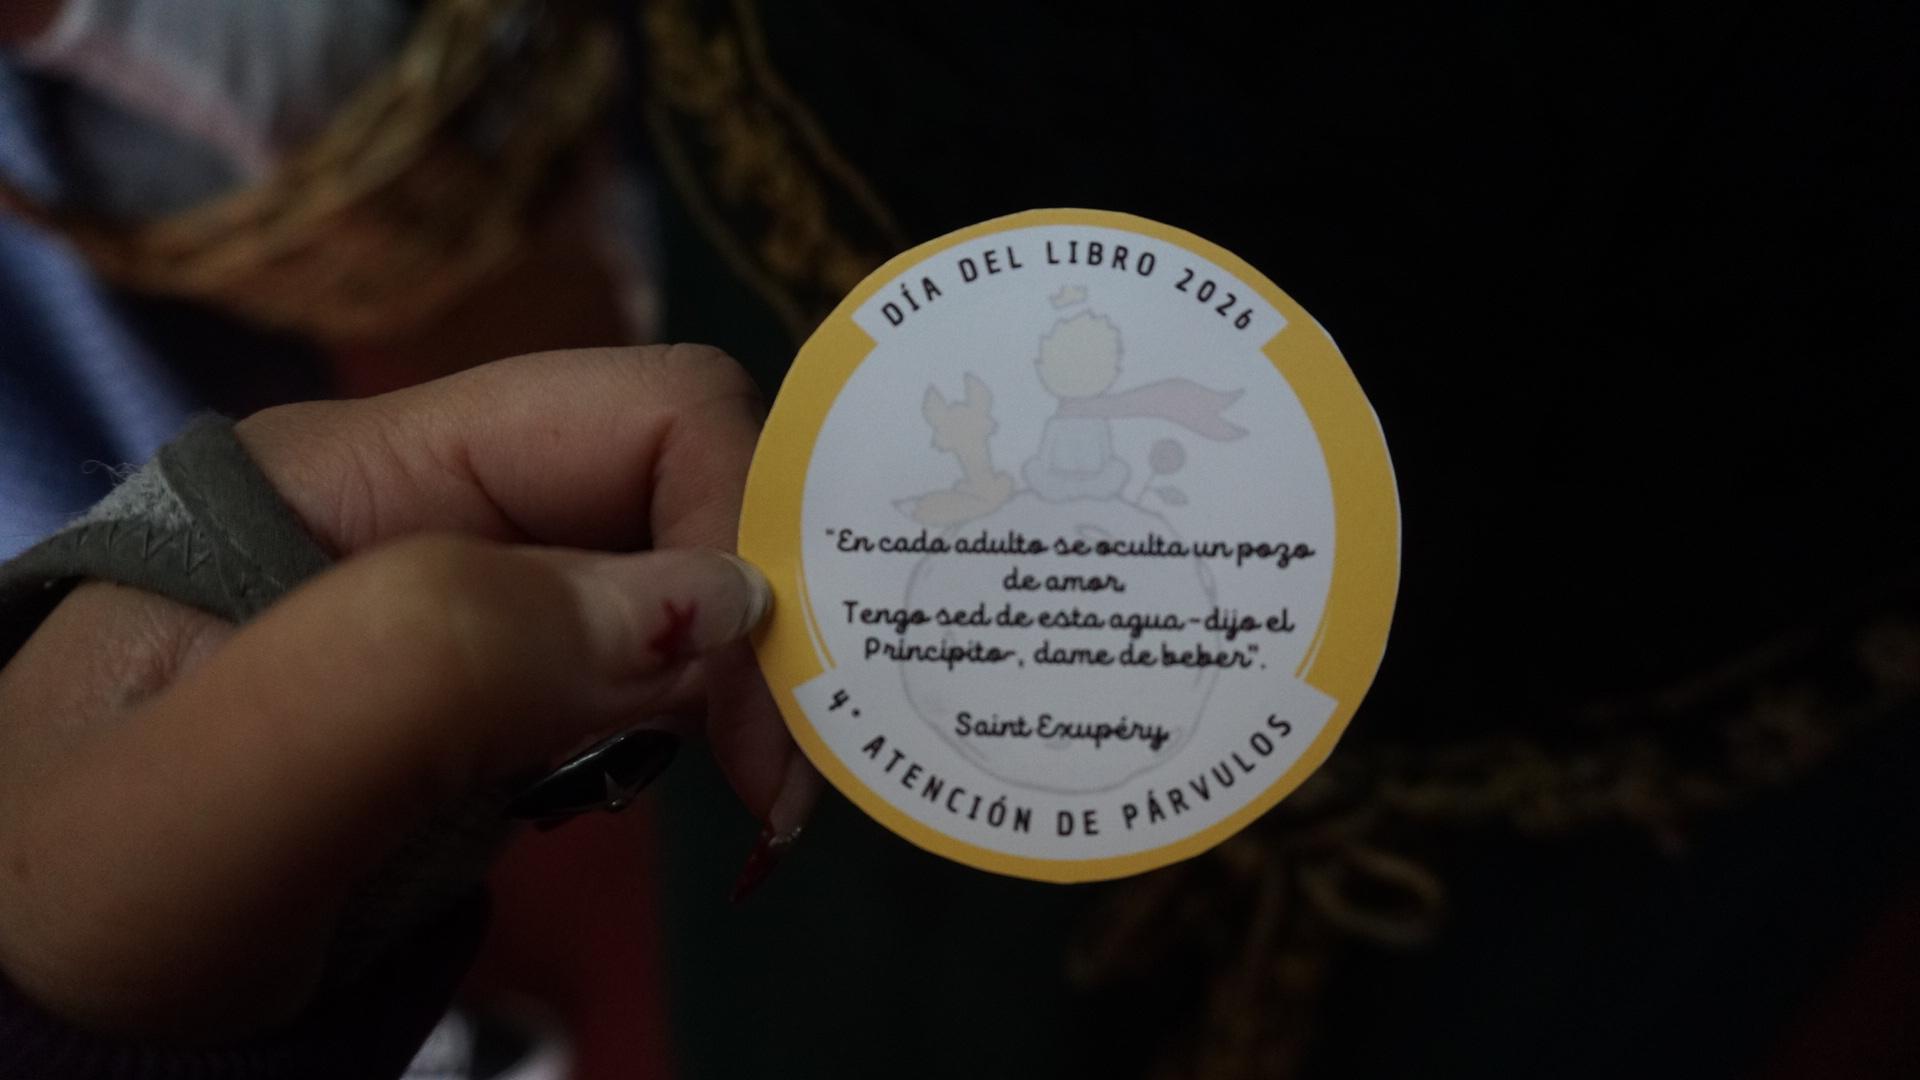 DÍA DEL LIBRO 2026
"En cada adulto se oculta un pozo
de amor.
Tengo sed de esta agua-dijo el
Principito-, dame de beber".
Saint Exupéry
4° ATENCIÓN DE PÁRVULOS